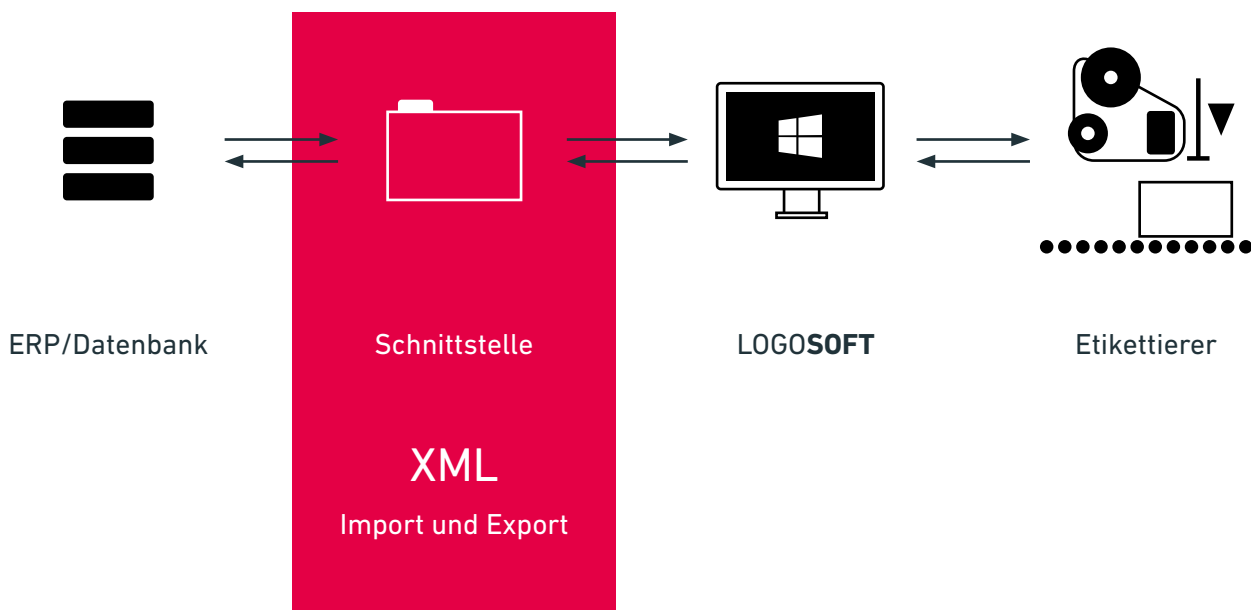 ERP/Datenbank
Schnittstelle
LOGOSOFT
Etikettierer
XML
Import und Export